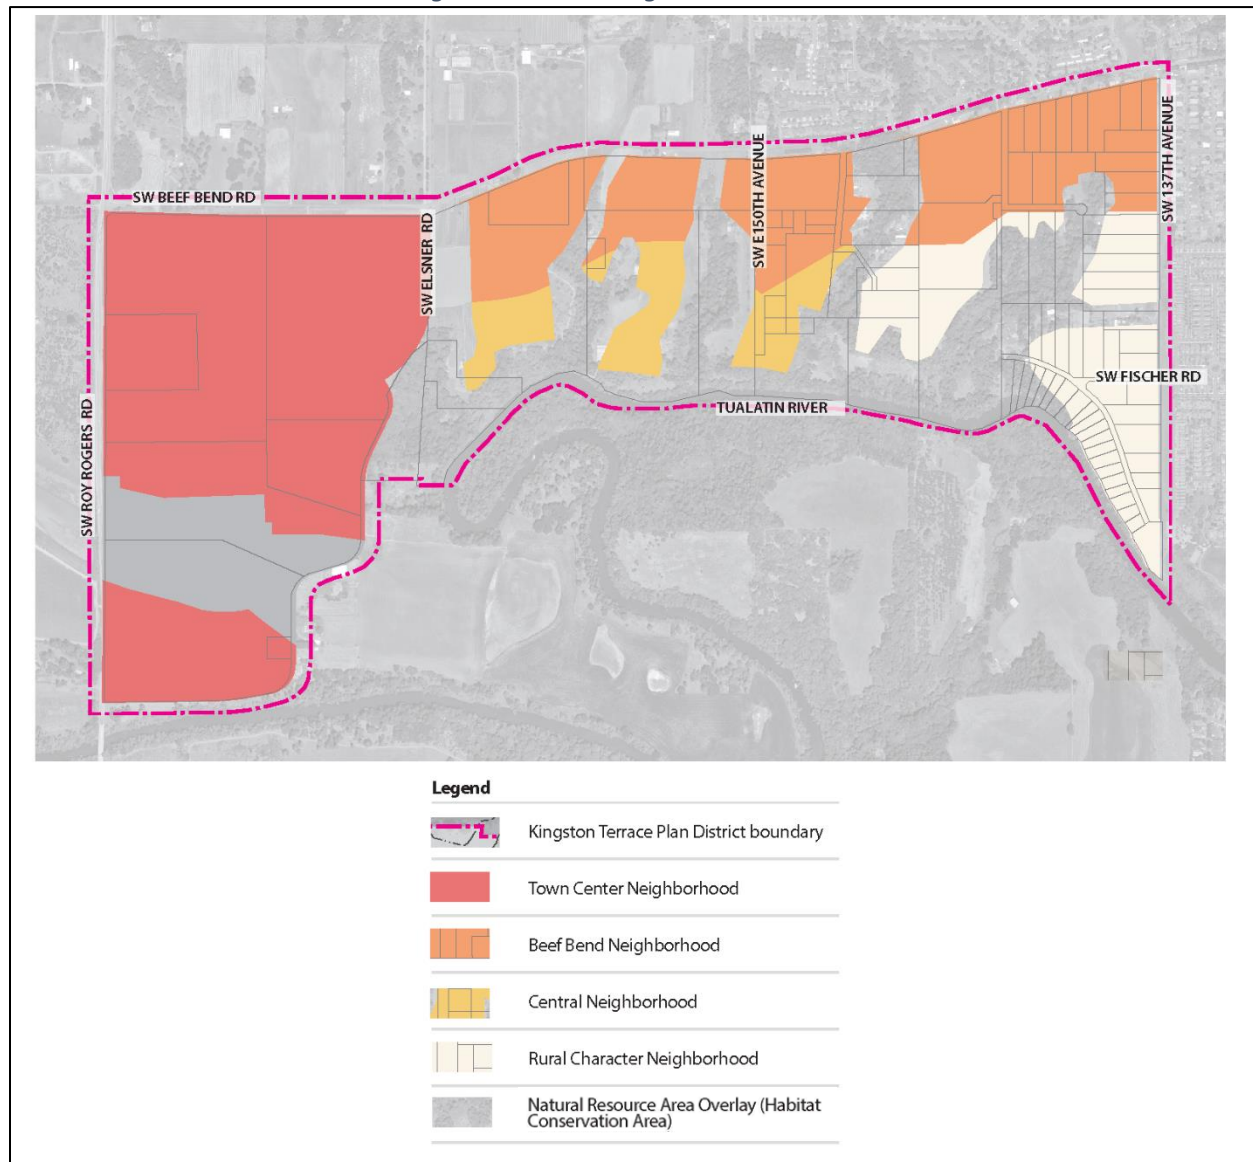 SW BEEF BEND RD
SW ELSNER RD
SW E150TH AVENUE
SW 137TH AVENUE
SW ROY ROGERS RD
TUALATIN RIVER
SW FISCHER RD
Legend
Kingston Terrace Plan District boundary
Town Center Neighborhood
Beef Bend Neighborhood
Central Neighborhood
Rural Character Neighborhood
Natural Resource Area Overlay (Habitat
Conservation Area)